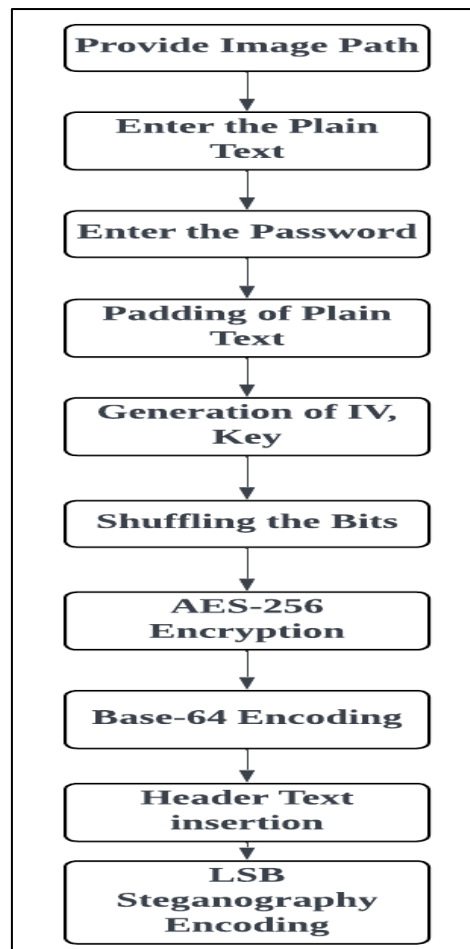 Provide Image Path
Enter the Plain
Text
Enter the Password
Padding of Plain
Text
Generation of IV,
Key
Shuffling the Bits
AES-256
Encryption
Base-64 Encoding
Header Text
insertion
LSB
Steganography
Encoding